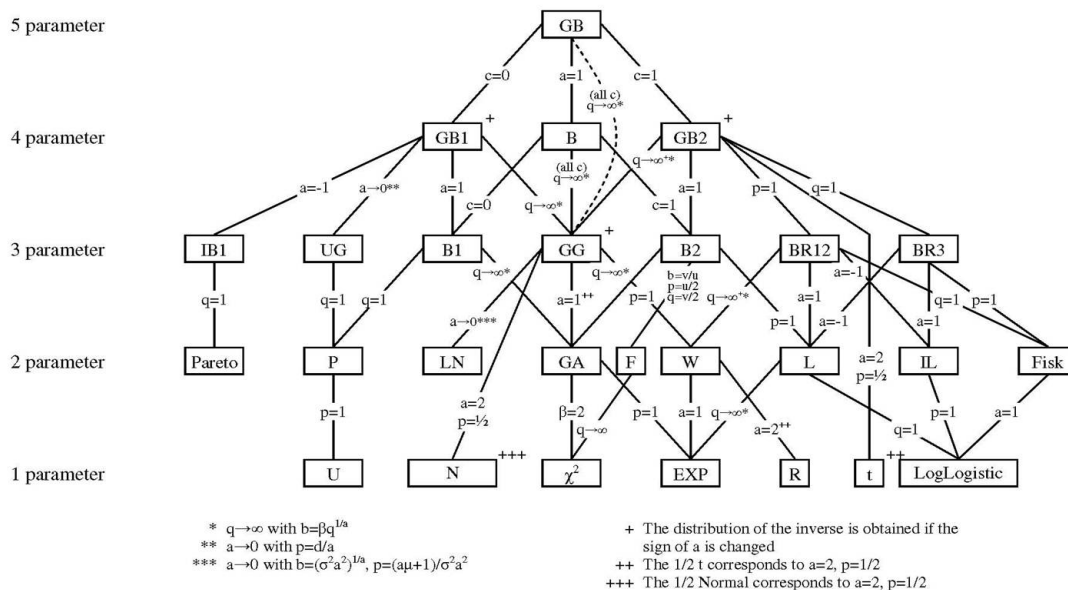 5 parameter GB
c=0 a=1 c=1
(all c)
q→∞*
4 parameter GB1 + B GB2 +
a=-1 a→0** a=1 c=0 q→∞* (all c) q→∞* c=1 q→∞⁺* a=1 p=1 q=1
3 parameter IB1 UG B1 GG + B2 BR12 BR3
q=1 q=1 q=1 q→∞* a→0*** a=1⁺⁺ q→∞* p=1 b=v/u
p=u/2
q=v/2
q→∞⁺* p=1 a=1 a=-1 a=-1 a=1 q=1 p=1
2 parameter Pareto P LN GA F W L IL Fisk
a=2
p=½
p=1 a=2
p=½
β=2 q→∞ p=1 a=1 q→∞* a=2⁺⁺ q=1 p=1 a=1
1 parameter U N +++ χ² EXP R t ++ LogLogistic
* q→∞ with b=βq^1/a
** a→0 with p=d/a
*** a→0 with b=(σ²a²)^1/a, p=(aμ+1)/σ²a²
+ The distribution of the inverse is obtained if the
sign of a is changed
++ The 1/2 t corresponds to a=2, p=1/2
+++ The 1/2 Normal corresponds to a=2, p=1/2